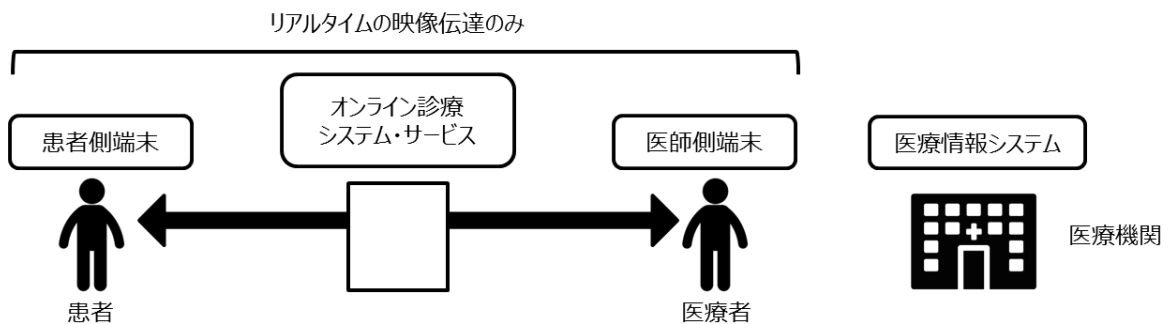 リアルタイムの映像伝達のみ
オンライン診療
システム・サービス
患者側端末
医師側端末
医療情報システム
医療機関
患者
医療者